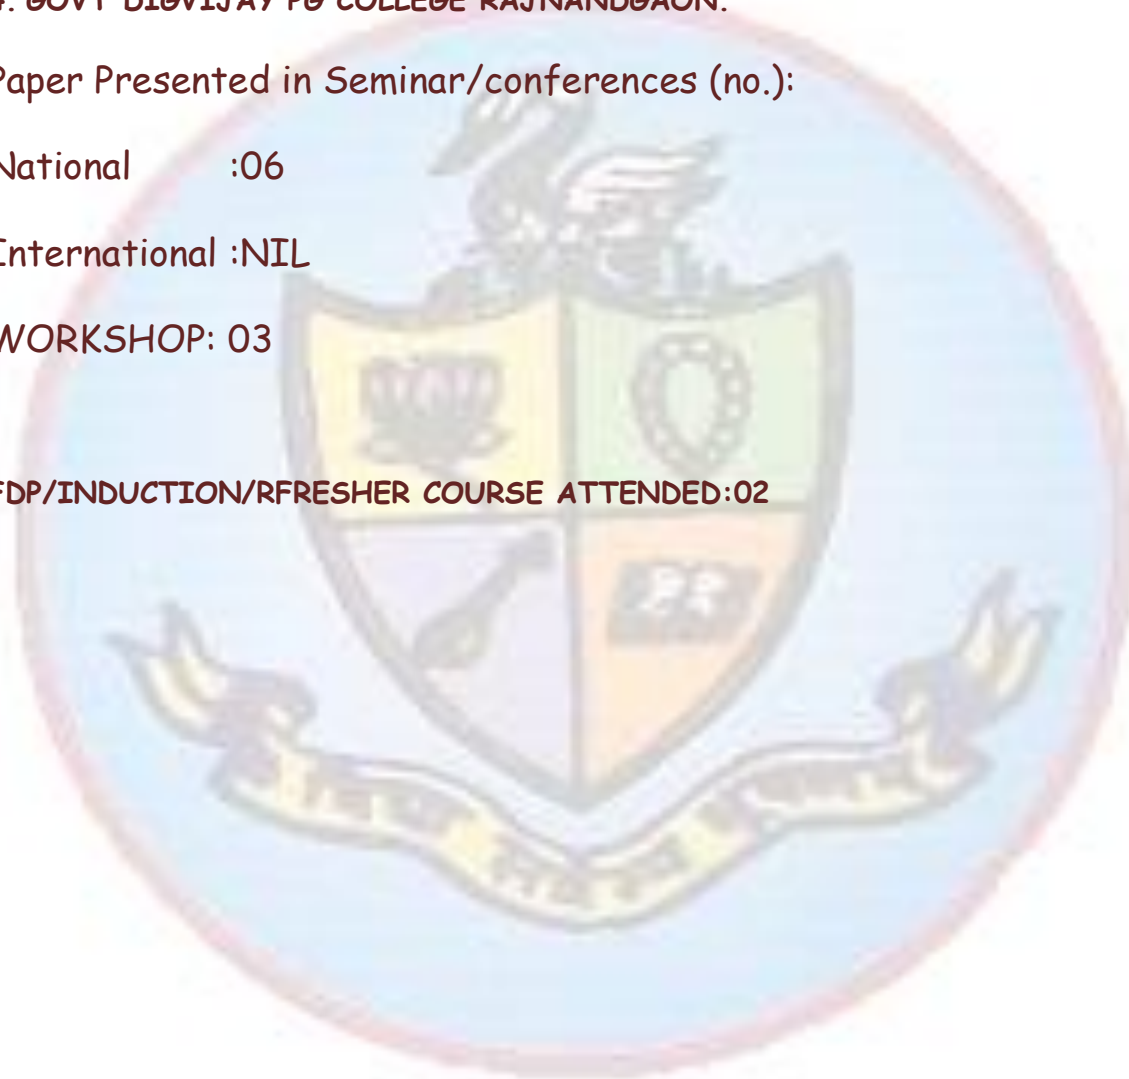 4. GOVT DIGVIJAY PG COLLEGE RAJNANDGAON.
Paper Presented in Seminar/conferences (no.):
National :06
International :NIL
WORKSHOP: 03
FDP/INDUCTION/RFRESHER COURSE ATTENDED:02